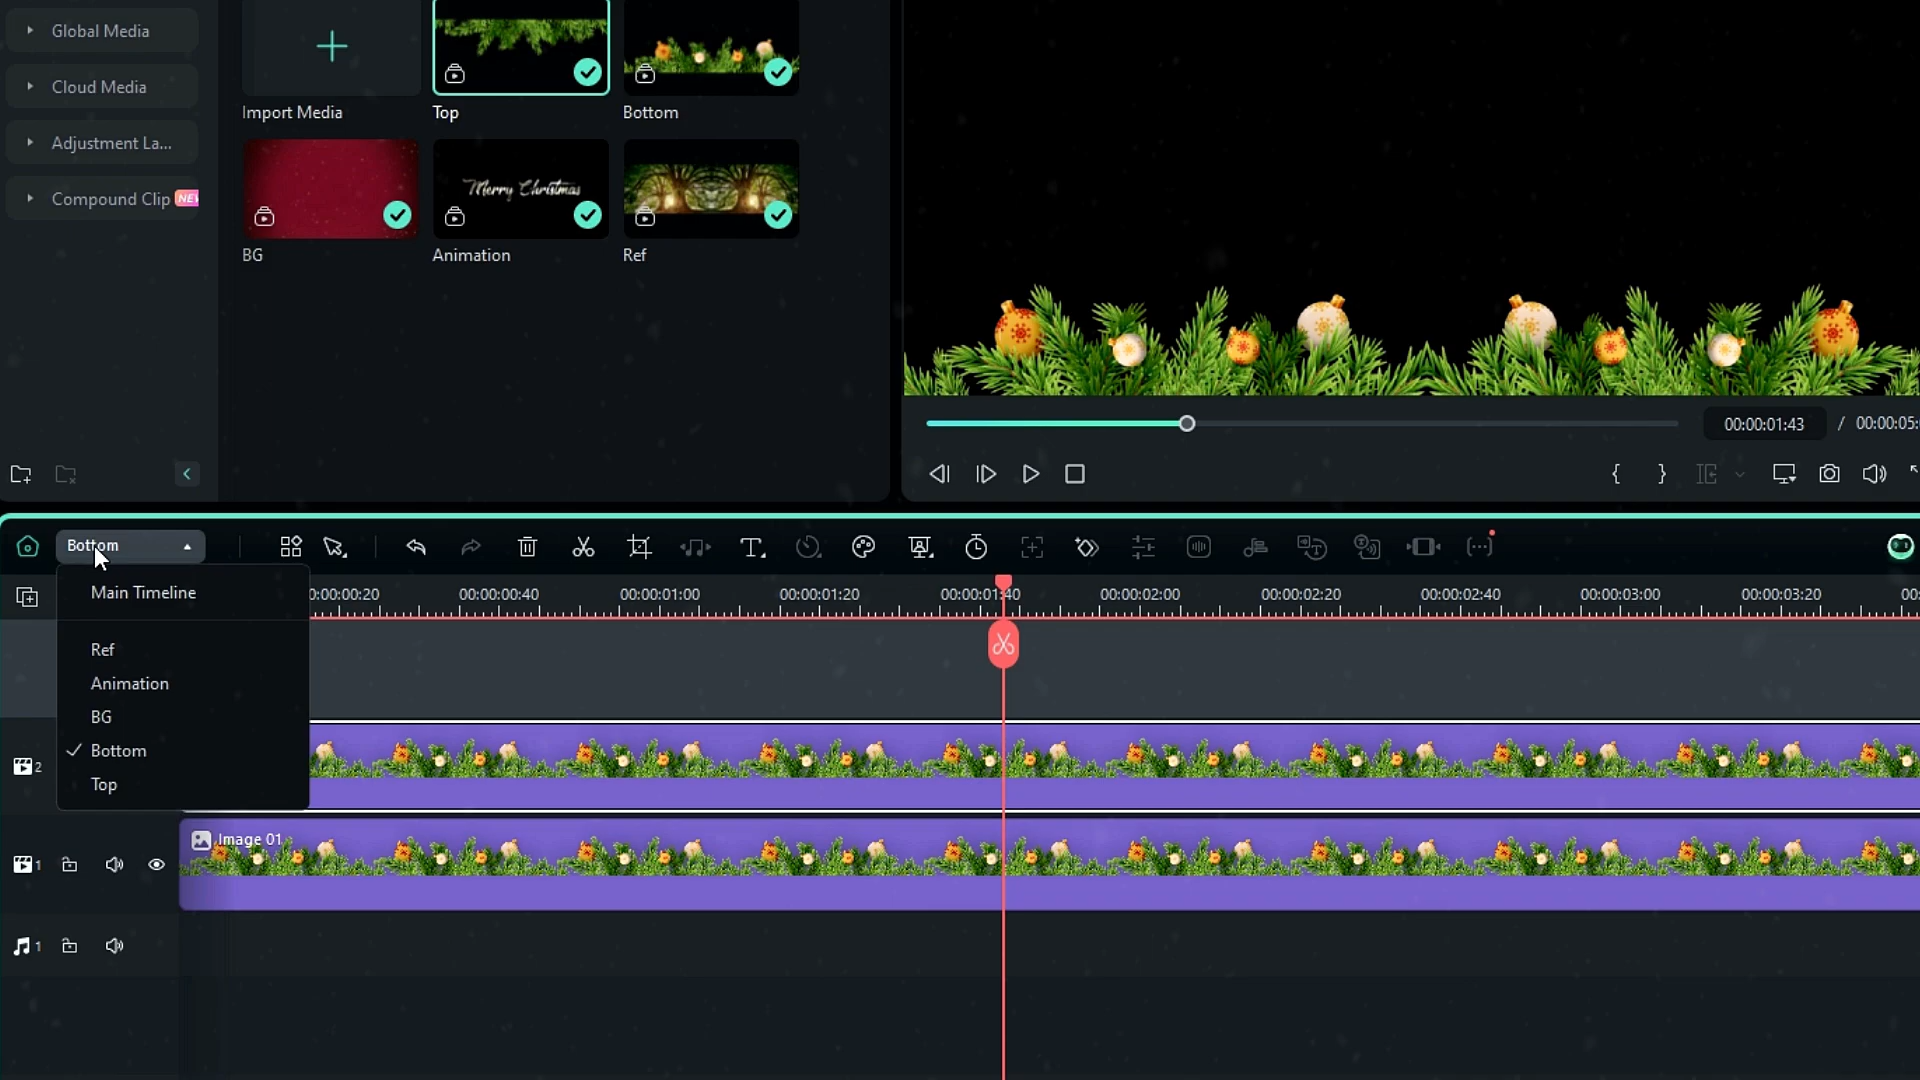 Global Media
Cloud Media
Adjustment La...
Compound Clip
Import Media
Top
Bottom
BG
Merry Christmas
Animation
Ref
00:00:01:43
/
00:00:05:
Bottom
Main Timeline
Ref
Animation
BG
Bottom
Top
0:00:00:20
00:00:00:40
00:00:01:00
00:00:01:20
00:00:01:40
00:00:02:00
00:00:02:20
00:00:02:40
00:00:03:00
00:00:03:20
00:
2
Image 01
1
1